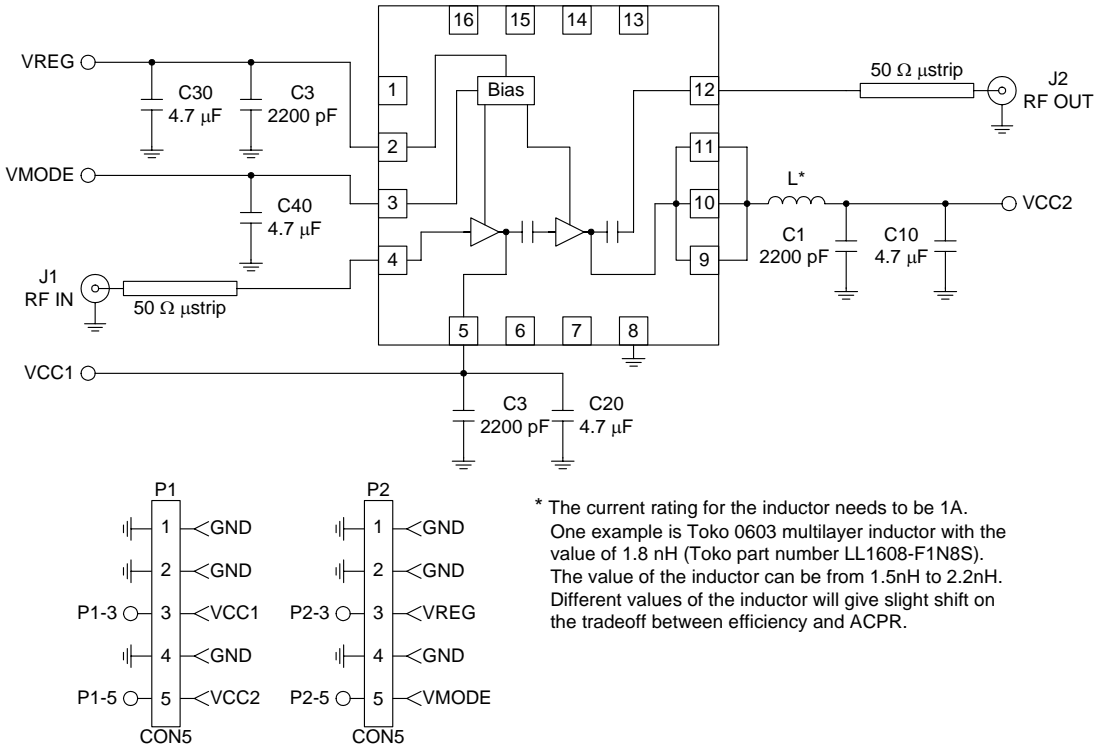 16 15 14 13
VREG
C30
4.7 μF
C3
2200 pF
1
Bias
12
50 Ω μstrip
J2
RF OUT
2
11
VMODE
3
10
L*
VCC2
C40
4.7 μF
4
9
C1
2200 pF
C10
4.7 μF
J1
RF IN
50 Ω μstrip
5 6 7 8
VCC1
C3
2200 pF
C20
4.7 μF
P1
1 GND
2 GND
P1-3 3 VCC1
4 GND
P1-5 5 VCC2
CON5
P2
1 GND
2 GND
P2-3 3 VREG
4 GND
P2-5 5 VMODE
CON5
* The current rating for the inductor needs to be 1A.
One example is Toko 0603 multilayer inductor with the
value of 1.8 nH (Toko part number LL1608-F1N8S).
The value of the inductor can be from 1.5nH to 2.2nH.
Different values of the inductor will give slight shift on
the tradeoff between efficiency and ACPR.